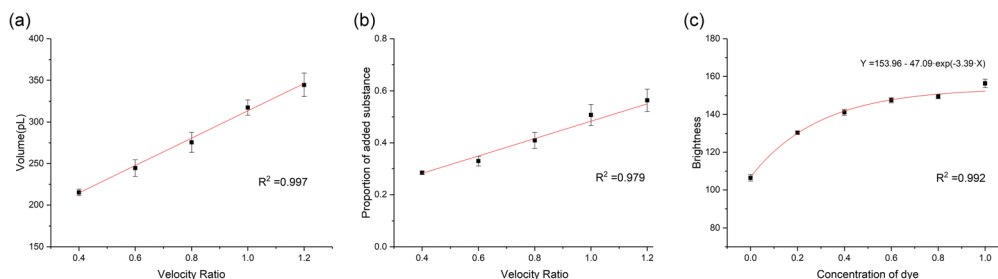 (a)
Volume(pL)
400
350
300
250
200
150
0.4 0.6 0.8 1.0 1.2
Velocity Ratio
R² =0.997
(b)
Proportion of added substance
0.8
0.6
0.4
0.2
0.0
0.4 0.6 0.8 1.0 1.2
Velocity Ratio
R² =0.979
(c)
Brightness
180
160
140
120
100
80
0.0 0.2 0.4 0.6 0.8 1.0
Concentration of dye
Y =153.96 - 47.09·exp(-3.39·X)
R² =0.992